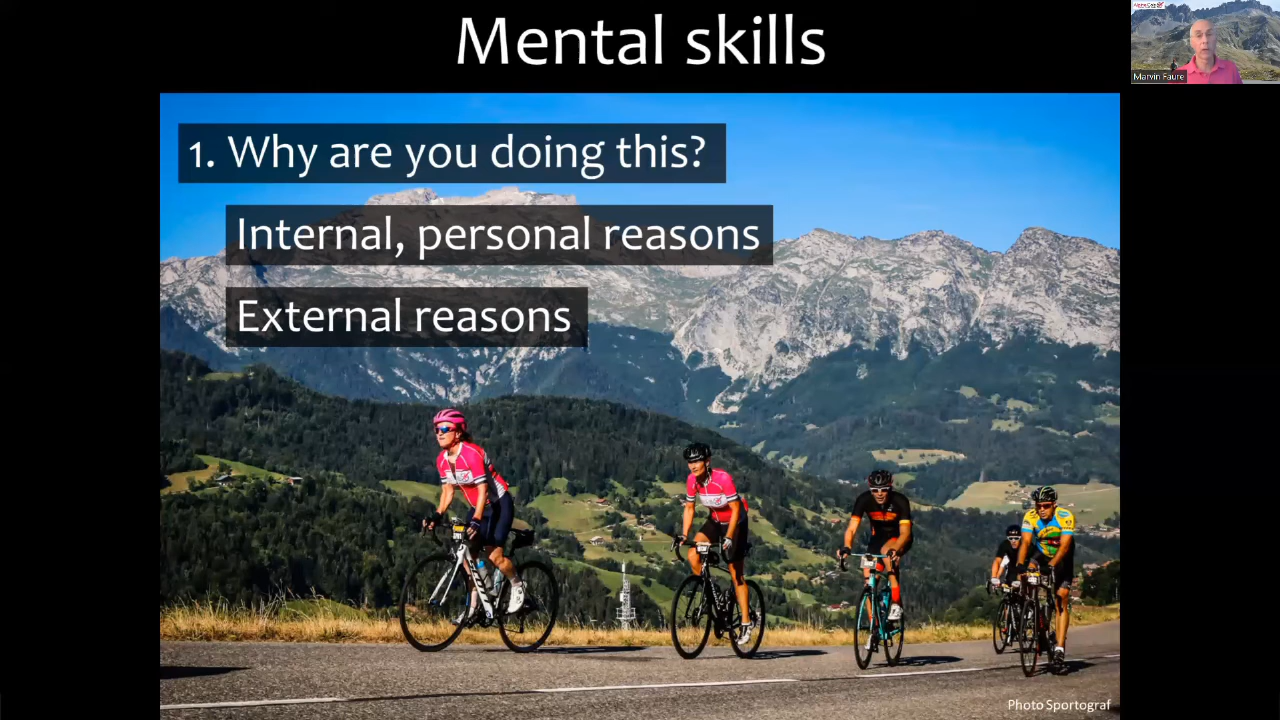 Mental skills
Marvin Faure
1. Why are you doing this?
Internal, personal reasons
External reasons
Photo Sportograf